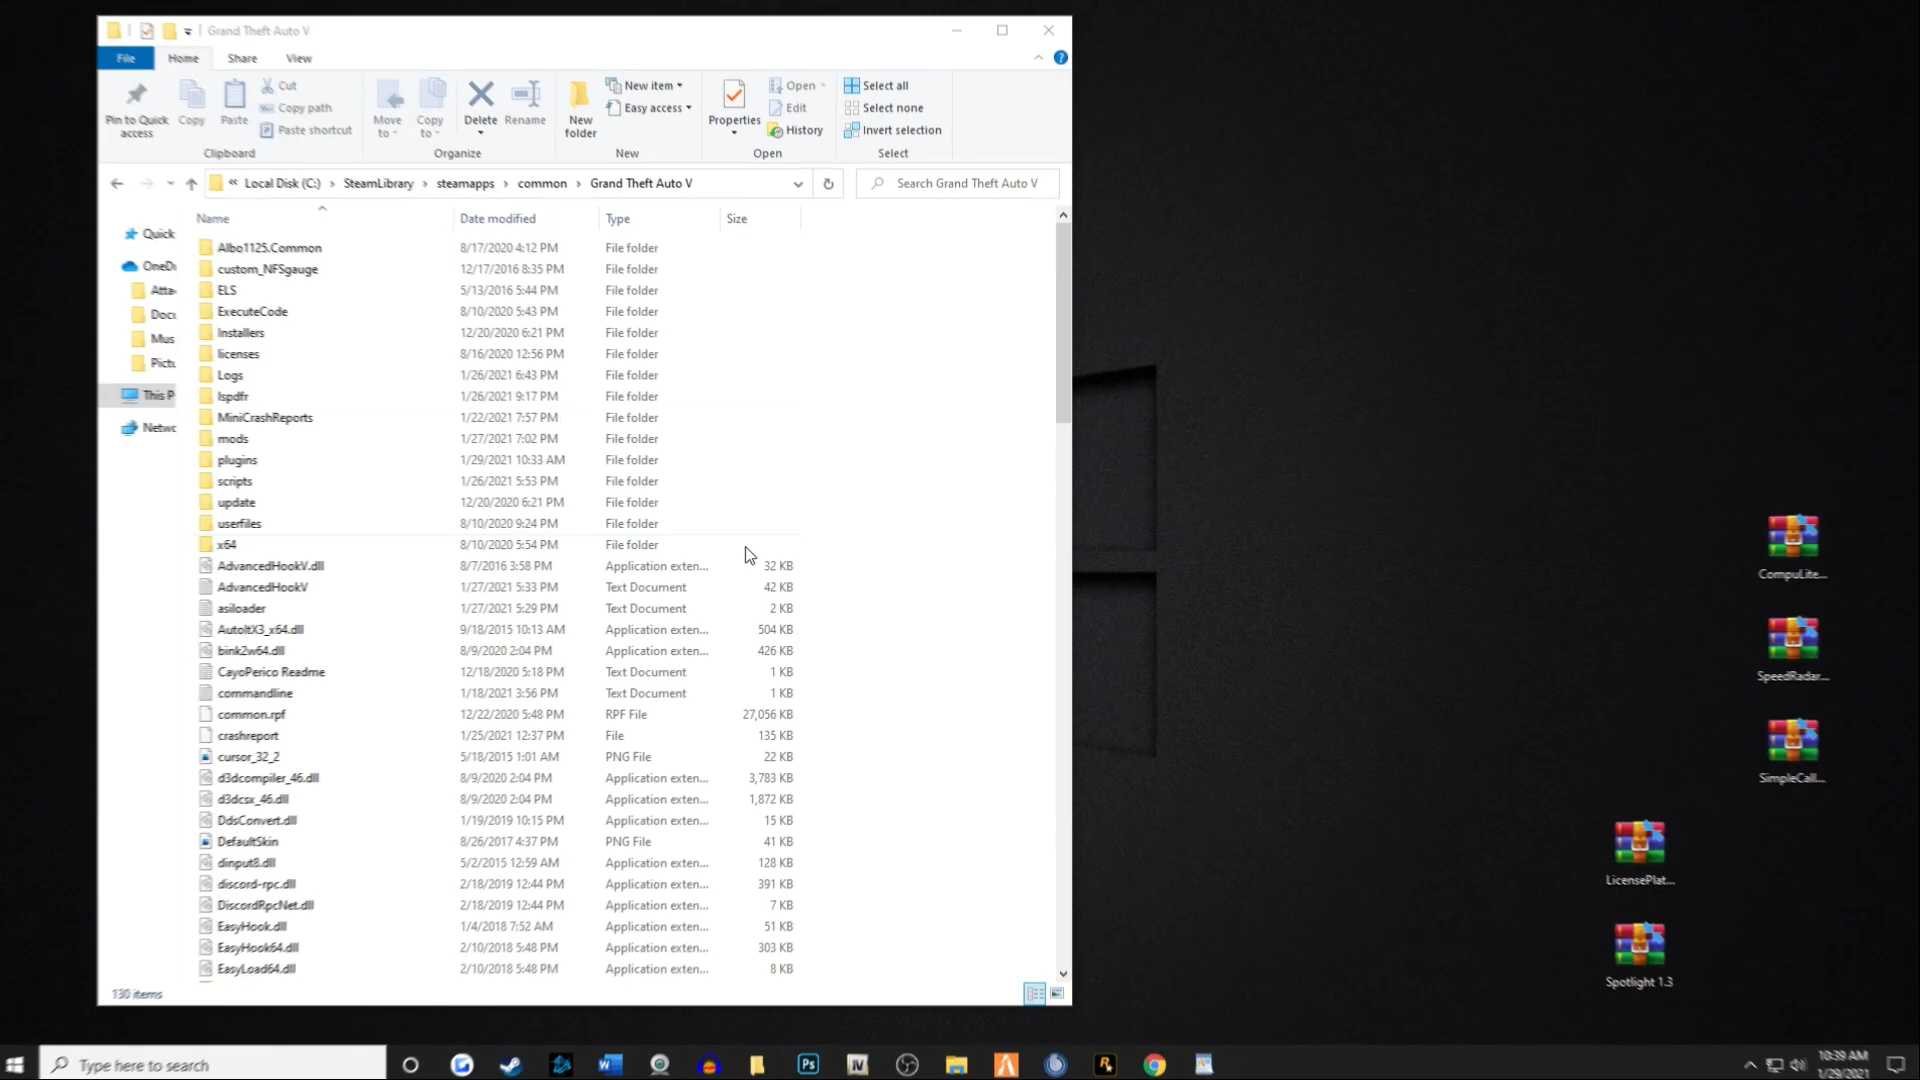 Grand Theft Auto V
File Home Share View
Pin to Quick access
Copy
Paste
Cut
Copy path
Paste shortcut
Clipboard
Move to
Copy to
Delete
Rename
Organize
New folder
New item
Easy access
New
Properties
Open
Edit
History
Open
Select all
Select none
Invert selection
Select
« Local Disk (C:) › SteamLibrary › steamapps › common › Grand Theft Auto V
Search Grand Theft Auto V
Quick
OneD
Atta
Docu
Mus
Pictu
This P
Netwo
Name Date modified Type Size
Albo1125.Common 8/17/2020 4:12 PM File folder
custom_NFSgauge 12/17/2016 8:35 PM File folder
ELS 5/13/2016 5:44 PM File folder
ExecuteCode 8/10/2020 5:43 PM File folder
Installers 12/20/2020 6:21 PM File folder
licenses 8/16/2020 12:56 PM File folder
Logs 1/26/2021 6:43 PM File folder
lspdfr 1/26/2021 9:17 PM File folder
MiniCrashReports 1/22/2021 7:57 PM File folder
mods 1/27/2021 7:02 PM File folder
plugins 1/29/2021 10:33 AM File folder
scripts 1/26/2021 5:53 PM File folder
update 12/20/2020 6:21 PM File folder
userfiles 8/10/2020 9:24 PM File folder
x64 8/10/2020 5:54 PM File folder
AdvancedHookV.dll 8/7/2016 3:58 PM Application exten... 32 KB
AdvancedHookV 1/27/2021 5:33 PM Text Document 42 KB
asiloader 1/27/2021 5:29 PM Text Document 2 KB
AutoItX3_x64.dll 9/18/2015 10:13 AM Application exten... 504 KB
bink2w64.dll 8/9/2020 2:04 PM Application exten... 426 KB
CayoPerico Readme 12/18/2020 5:18 PM Text Document 1 KB
commandline 1/18/2021 3:56 PM Text Document 1 KB
common.rpf 12/22/2020 5:48 PM RPF File 27,056 KB
crashreport 1/25/2021 12:37 PM File 135 KB
cursor_32_2 5/18/2015 1:01 AM PNG File 22 KB
d3dcompiler_46.dll 8/9/2020 2:04 PM Application exten... 3,783 KB
d3dcsx_46.dll 8/9/2020 2:04 PM Application exten... 1,872 KB
DdsConvert.dll 1/19/2019 10:15 PM Application exten... 15 KB
DefaultSkin 8/26/2017 4:37 PM PNG File 41 KB
dinput8.dll 5/2/2015 12:59 AM Application exten... 128 KB
discord-rpc.dll 2/18/2019 12:44 PM Application exten... 391 KB
DiscordRpcNet.dll 2/18/2019 12:44 PM Application exten... 7 KB
EasyHook.dll 1/4/2018 7:52 AM Application exten... 51 KB
EasyHook64.dll 2/10/2018 5:48 PM Application exten... 303 KB
EasyLoad64.dll 2/10/2018 5:48 PM Application exten... 8 KB
130 items
CompuLite...
SpeedRadar...
SimpleCall...
LicensePlat...
Spotlight 1.3
Type here to search
Ps
IV
10:39 AM
1/29/2021